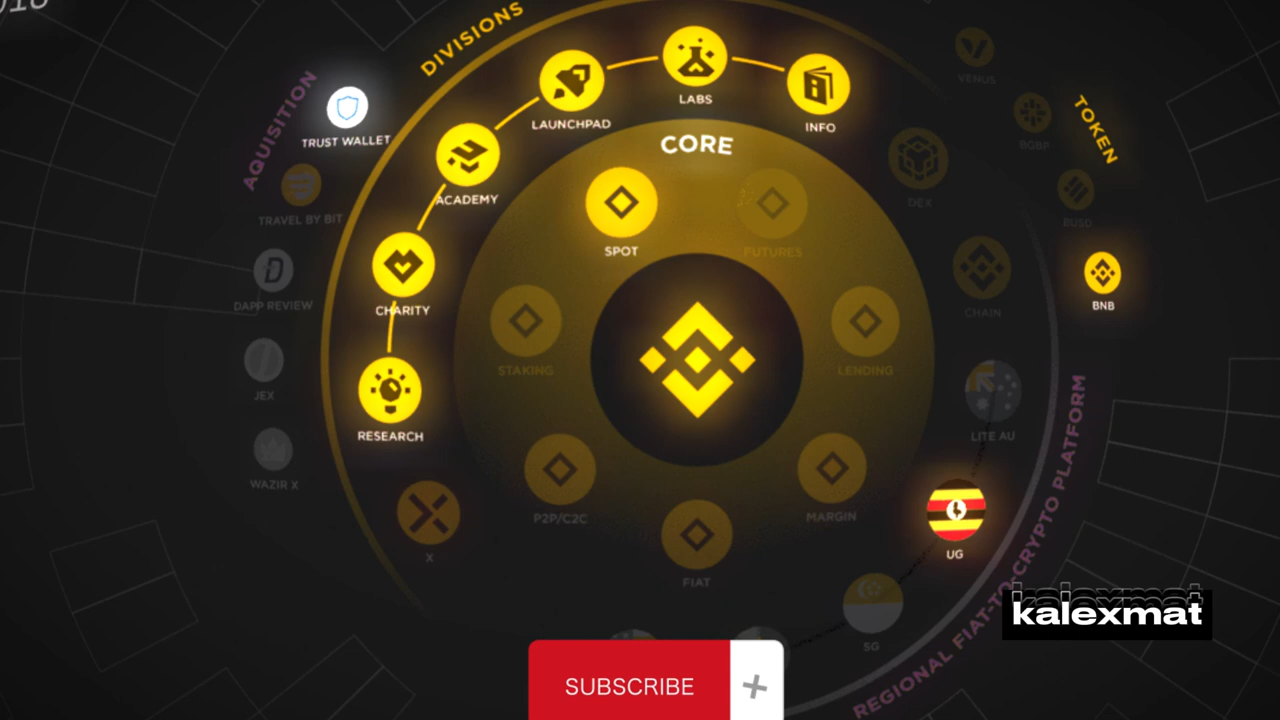 DIVISIONS
AQUISITION
TRUST WALLET
TRAVEL BY BIT
DAPP REVIEW
JEX
WAZIR X
LAUNCHPAD
LABS
INFO
ACADEMY
CHARITY
RESEARCH
X
CORE
SPOT
FUTURES
STAKING
LENDING
P2P/C2C
MARGIN
FIAT
VENUS
TOKEN
BGBP
BUSD
BNB
DEX
CHAIN
LITE AU
UG
SG
REGIONAL FIAT-TO-CRYPTO PLATFORM
kalexmat
kalexmat
SUBSCRIBE